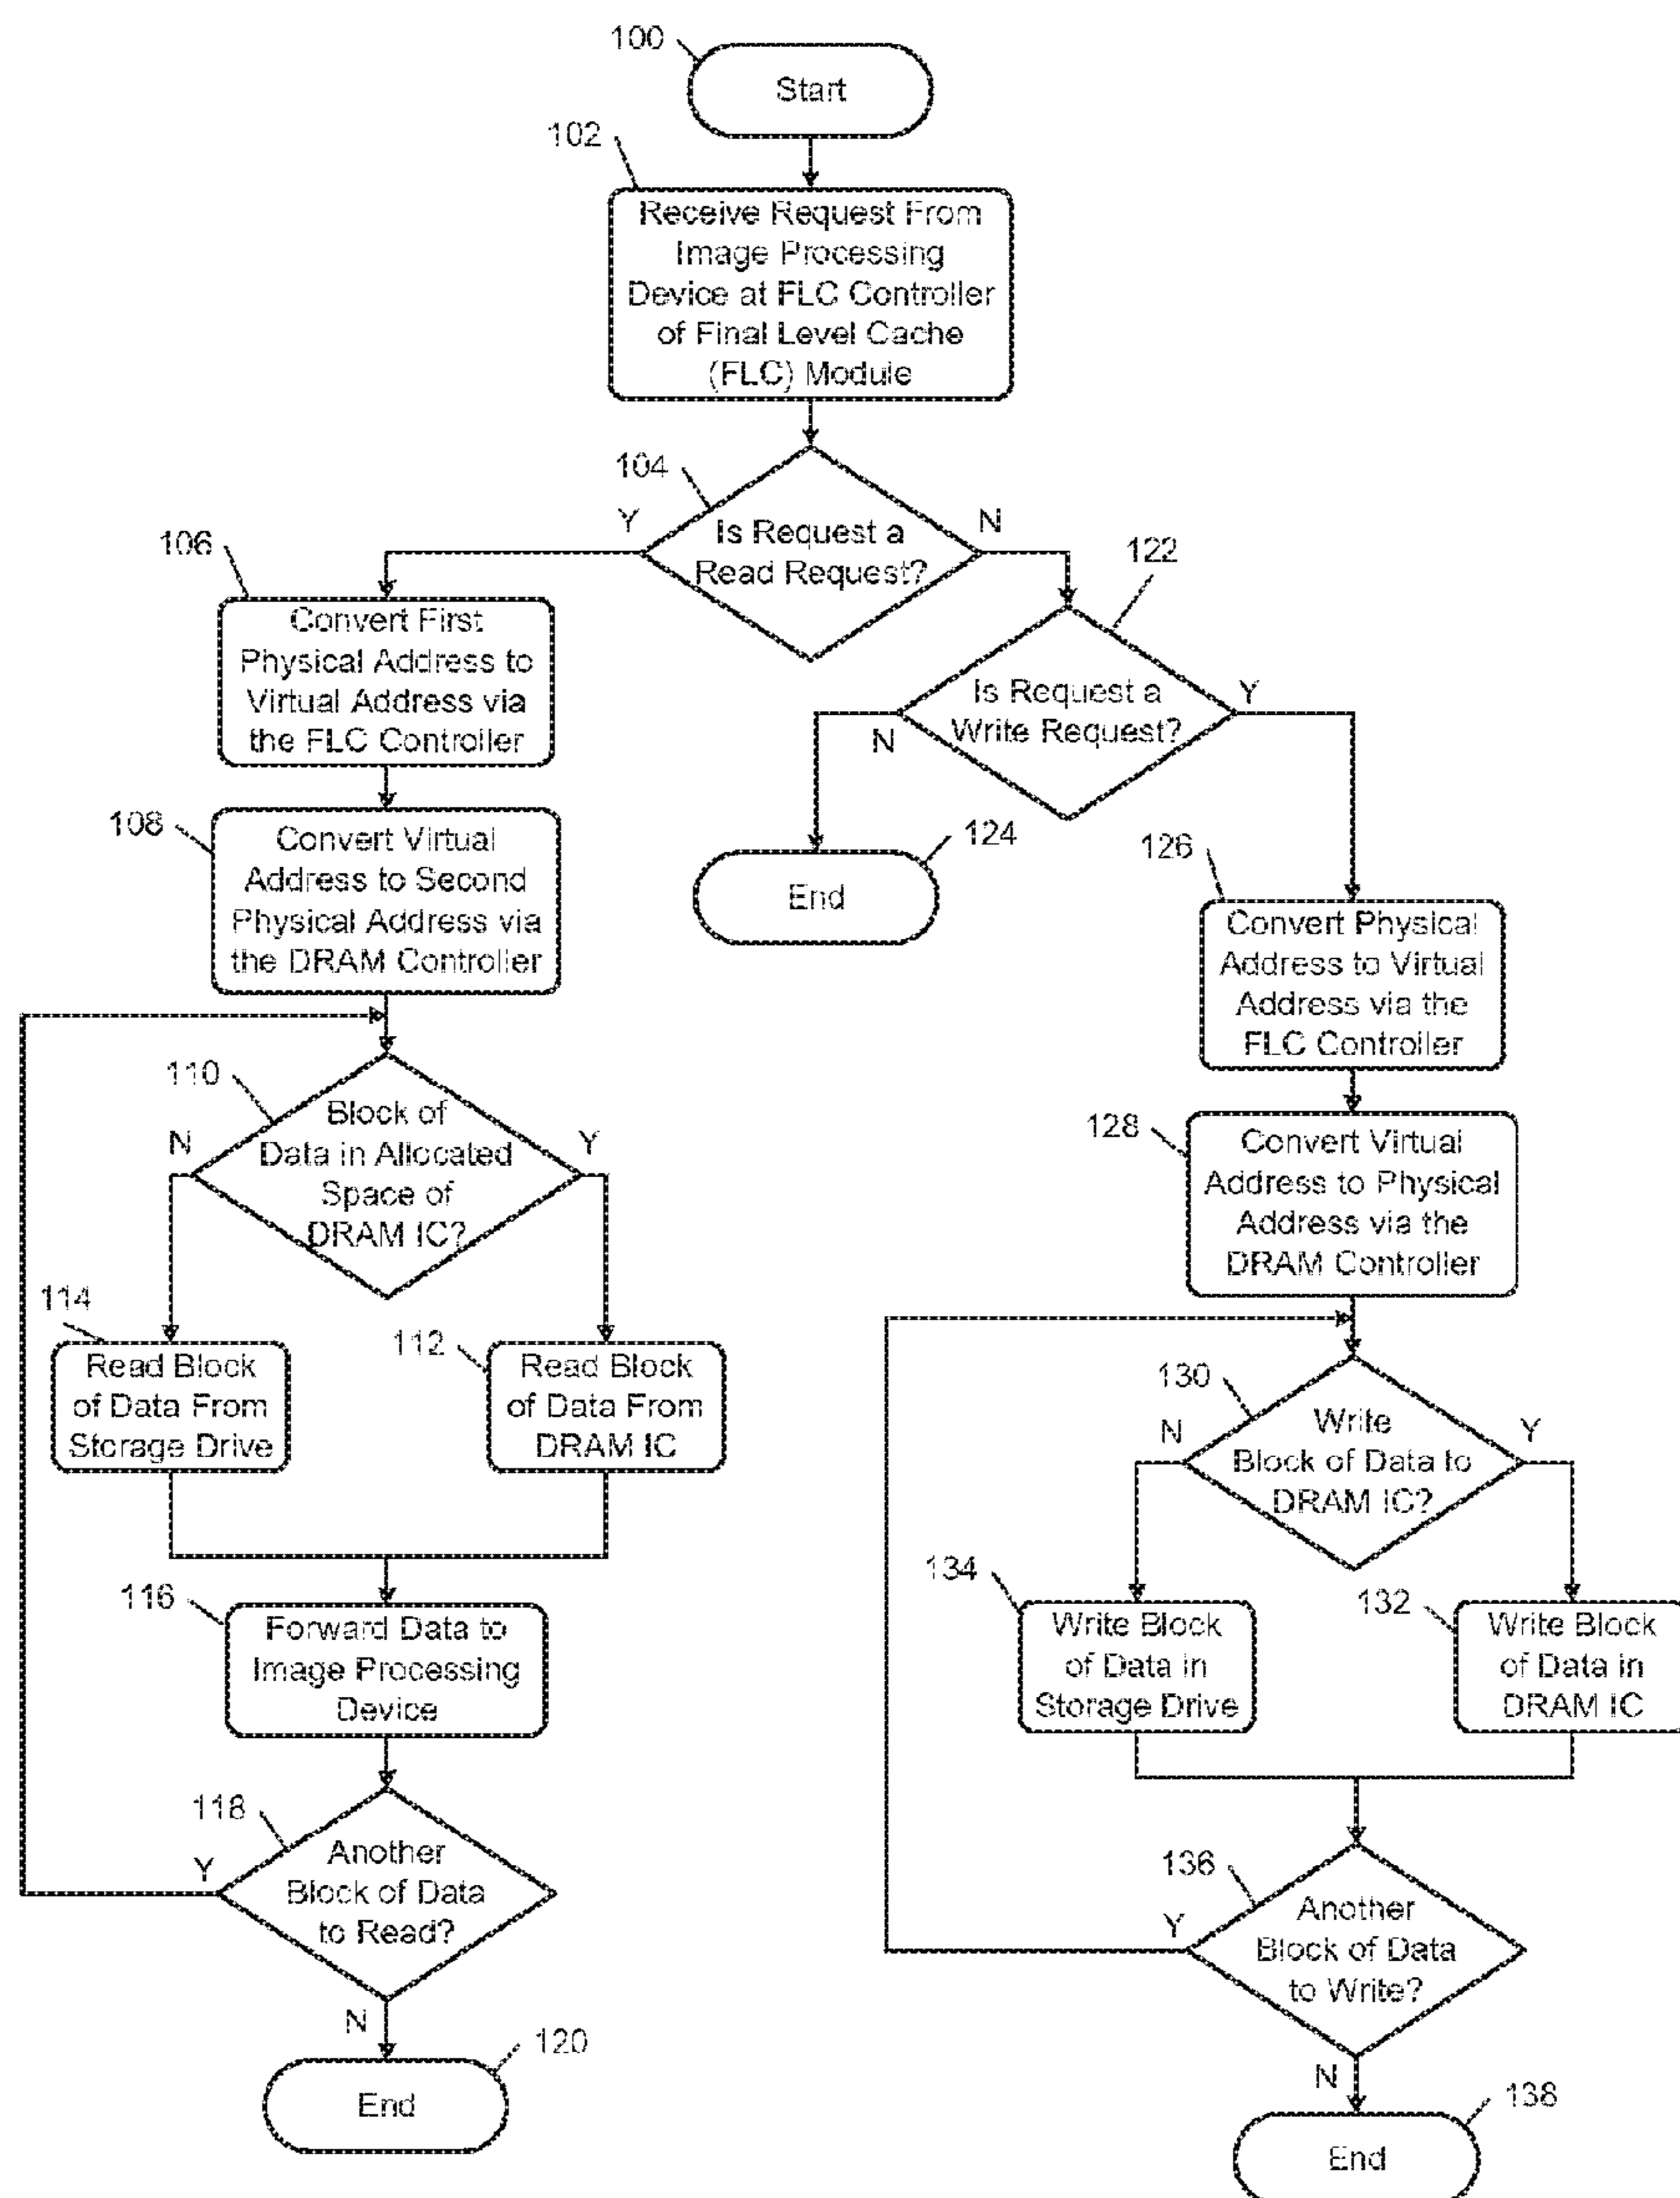 100
Start
102
Receive Request From
Image Processing
Device at FLC Controller
of Final Level Cache
(FLC) Module
104
Is Request a
Read Request?
Y
N
106
Convert First
Physical Address to
Virtual Address via
the FLC Controller
108
Convert Virtual
Address to Second
Physical Address via
the DRAM Controller
110
Block of
Data in Allocated
Space of
DRAM IC?
N
Y
114
Read Block
of Data From
Storage Drive
112
Read Block
of Data From
DRAM IC
116
Forward Data to
Image Processing
Device
118
Another
Block of Data
to Read?
Y
N
120
End
122
Is Request a
Write Request?
N
Y
124
End
126
Convert Physical
Address to Virtual
Address via the
FLC Controller
128
Convert Virtual
Address to Physical
Address via the
DRAM Controller
130
Write
Block of Data to
DRAM IC?
N
Y
134
Write Block
of Data in
Storage Drive
132
Write Block
of Data in
DRAM IC
136
Another
Block of Data
to Write?
Y
N
138
End